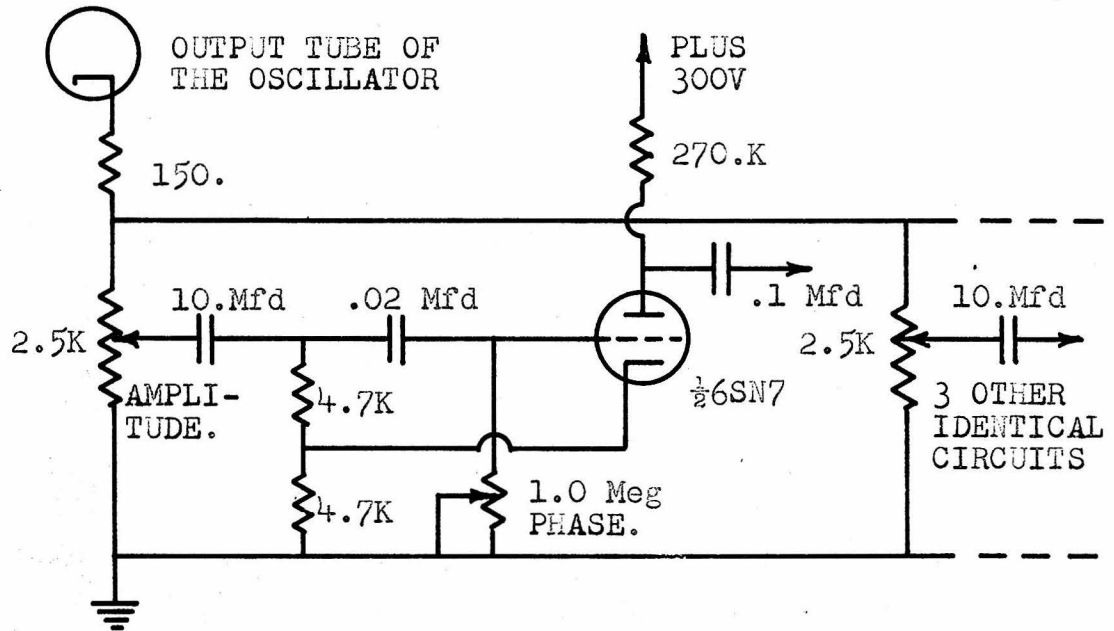 OUTPUT TUBE OF
THE OSCILLATOR
PLUS
300V
150.
270.K
10.Mfd
.02 Mfd
.1 Mfd
10.Mfd
2.5K
2.5K
AMPLI-
TUDE.
4.7K
½6SN7
3 OTHER
IDENTICAL
CIRCUITS
4.7K
1.0 Meg
PHASE.